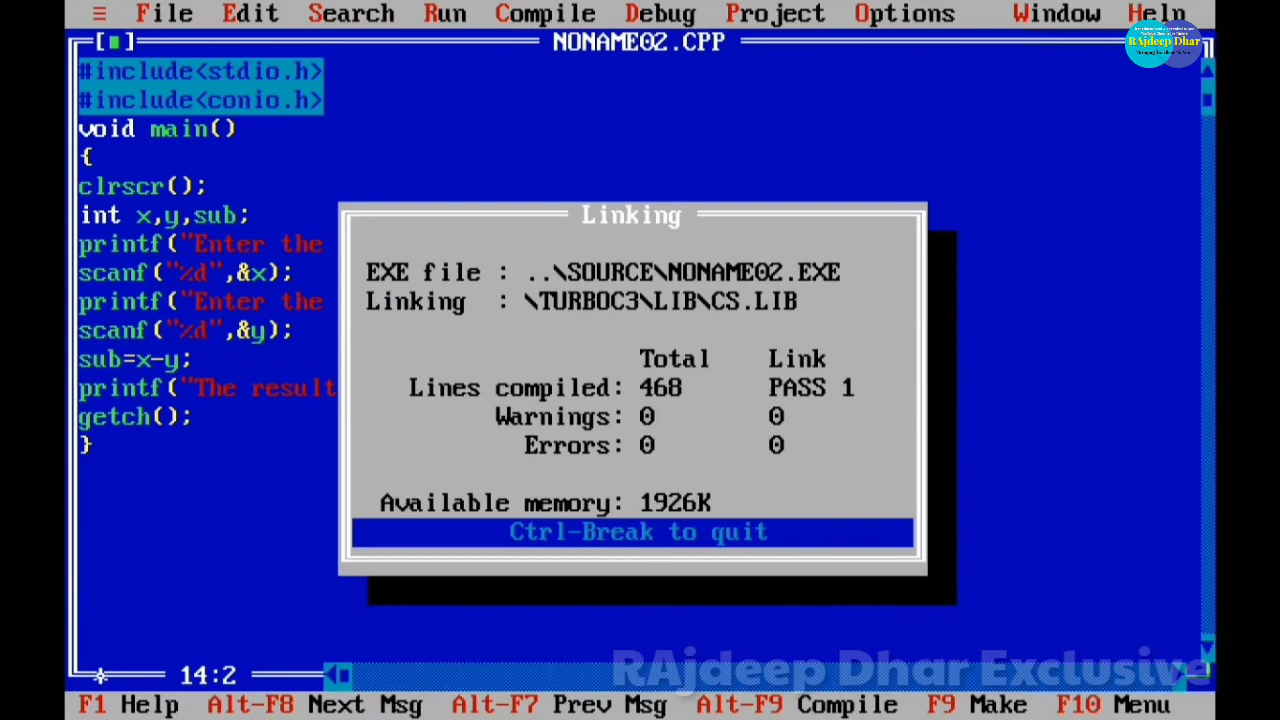 ≡ File Edit Search Run Compile Debug Project Options Window Help
[■] NONAME02.CPP
RAjdeep Dhar
#include<stdio.h>
#include<conio.h>
void main()
{
clrscr();
int x,y,sub;
printf("Enter the
scanf("%d",&x);
printf("Enter the
scanf("%d",&y);
sub=x-y;
printf("The result
getch();
}
Linking
EXE file : ..\SOURCE\NONAME02.EXE
Linking : \TURBOC3\LIB\CS.LIB
Total Link
Lines compiled: 468 PASS 1
Warnings: 0 0
Errors: 0 0
Available memory: 1926K
Ctrl-Break to quit
14:2
RAjdeep Dhar Exclusive
F1 Help Alt-F8 Next Msg Alt-F7 Prev Msg Alt-F9 Compile F9 Make F10 Menu